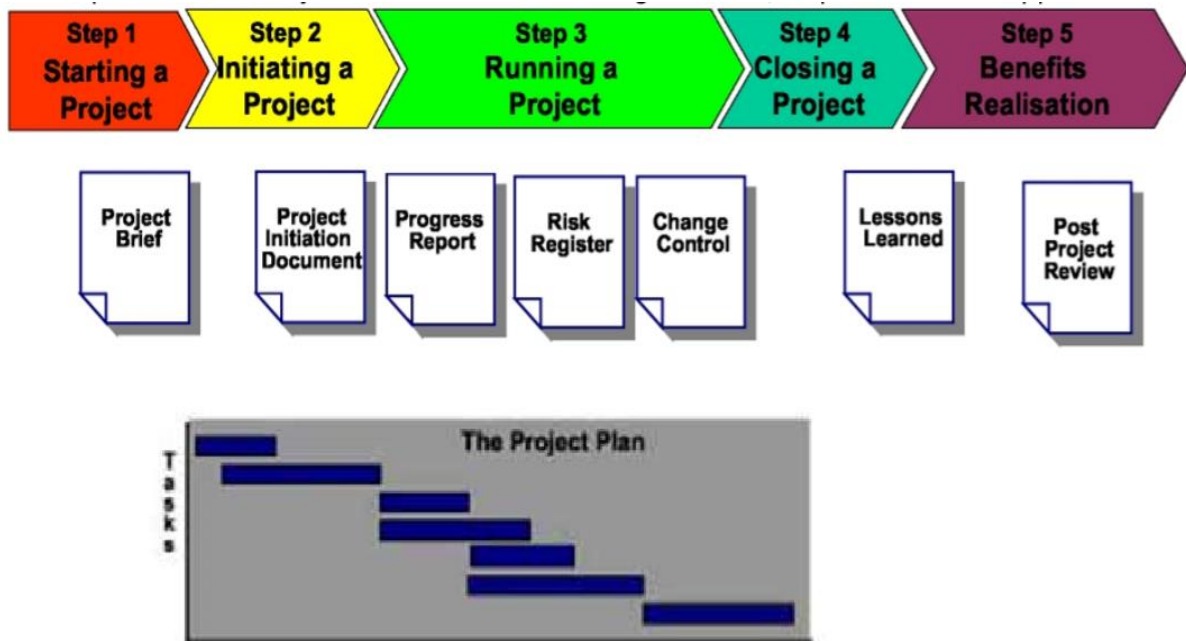 Step 1
Starting a
Project
Step 2
Initiating a
Project
Step 3
Running a
Project
Step 4
Closing a
Project
Step 5
Benefits
Realisation
Project
Brief
Project
Initiation
Document
Progress
Report
Risk
Register
Change
Control
Lessons
Learned
Post
Project
Review
The Project Plan
Tasks